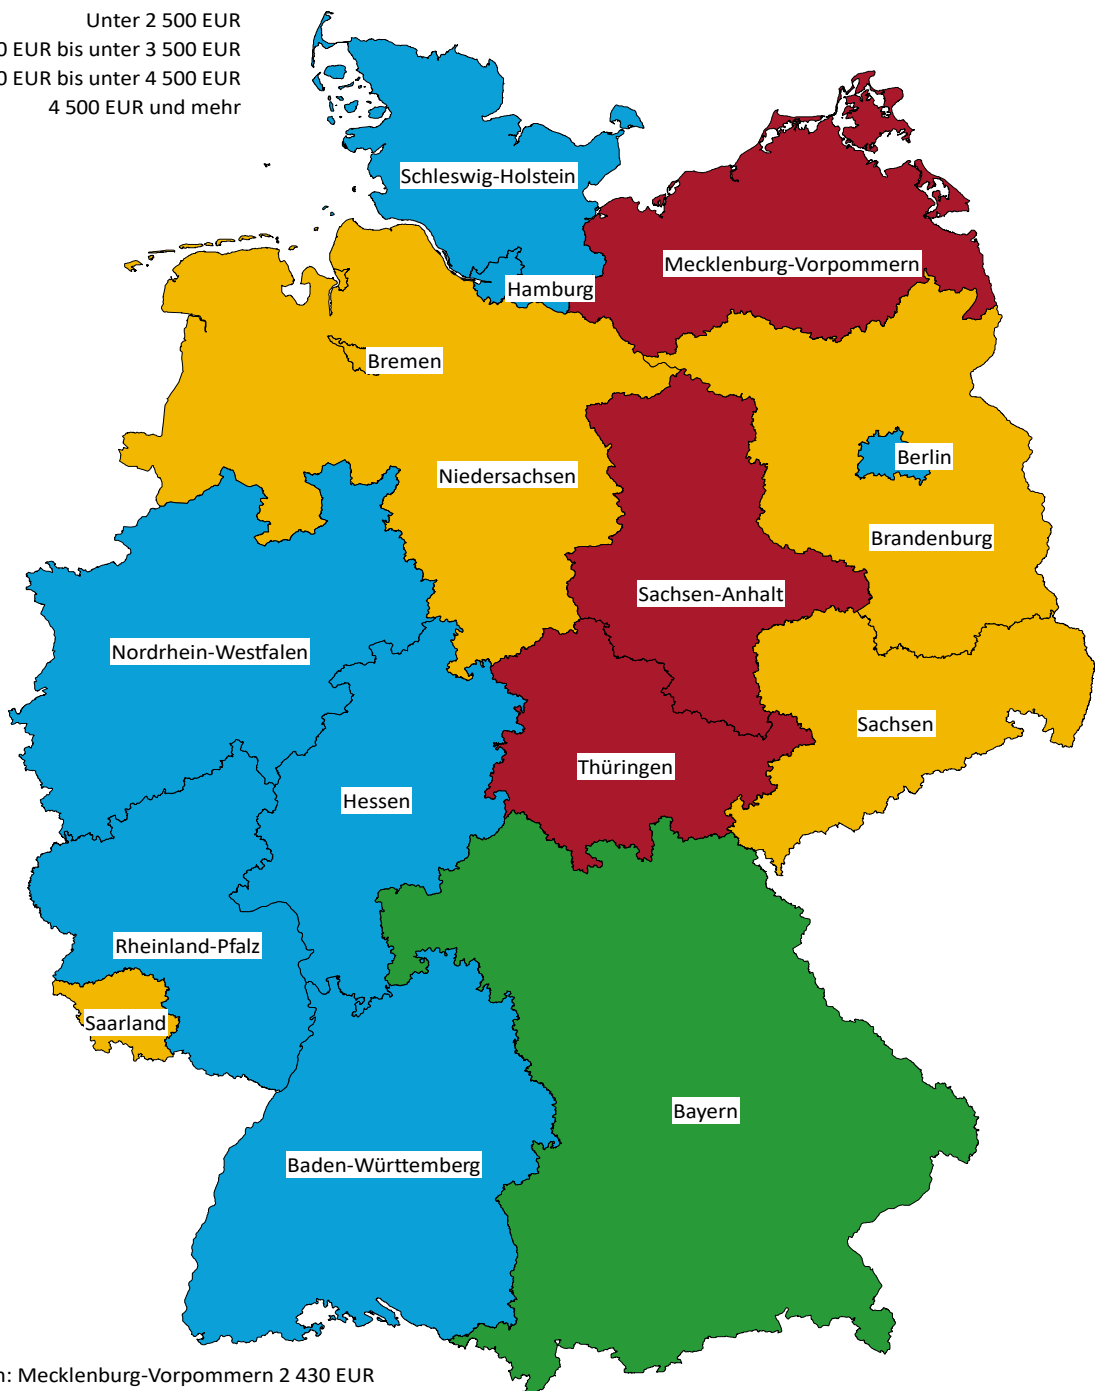 Unter 2 500 EUR
0 EUR bis unter 3 500 EUR
0 EUR bis unter 4 500 EUR
4 500 EUR und mehr
Schleswig-Holstein
Mecklenburg-Vorpommern
Hamburg
Bremen
Berlin
Niedersachsen
Brandenburg
Sachsen-Anhalt
Nordrhein-Westfalen
Sachsen
Thüringen
Hessen
Rheinland-Pfalz
Saarland
Bayern
Baden-Württemberg
: Mecklenburg-Vorpommern 2 430 EUR